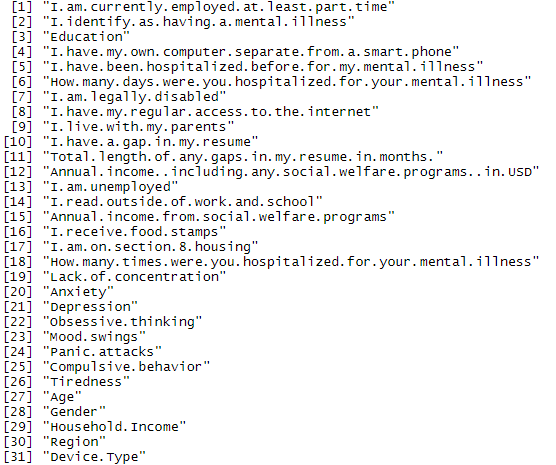 [1] "I.am.currently.employed.at.least.part.time"
[2] "I.identify.as.having.a.mental.illness"
[3] "Education"
[4] "I.have.my.own.computer.separate.from.a.smart.phone"
[5] "I.have.been.hospitalized.before.for.my.mental.illness"
[6] "How.many.days.were.you.hospitalized.for.your.mental.illness"
[7] "I.am.legally.disabled"
[8] "I.have.my.regular.access.to.the.internet"
[9] "I.live.with.my.parents"
[10] "I.have.a.gap.in.my.resume"
[11] "Total.length.of.any.gaps.in.my.resume.in.months."
[12] "Annual.income..including.any.social.welfare.programs..in.USD"
[13] "I.am.unemployed"
[14] "I.read.outside.of.work.and.school"
[15] "Annual.income.from.social.welfare.programs"
[16] "I.receive.food.stamps"
[17] "I.am.on.section.8.housing"
[18] "How.many.times.were.you.hospitalized.for.your.mental.illness"
[19] "Lack.of.concentration"
[20] "Anxiety"
[21] "Depression"
[22] "Obsessive.thinking"
[23] "Mood.swings"
[24] "Panic.attacks"
[25] "Compulsive.behavior"
[26] "Tiredness"
[27] "Age"
[28] "Gender"
[29] "Household.Income"
[30] "Region"
[31] "Device.Type"